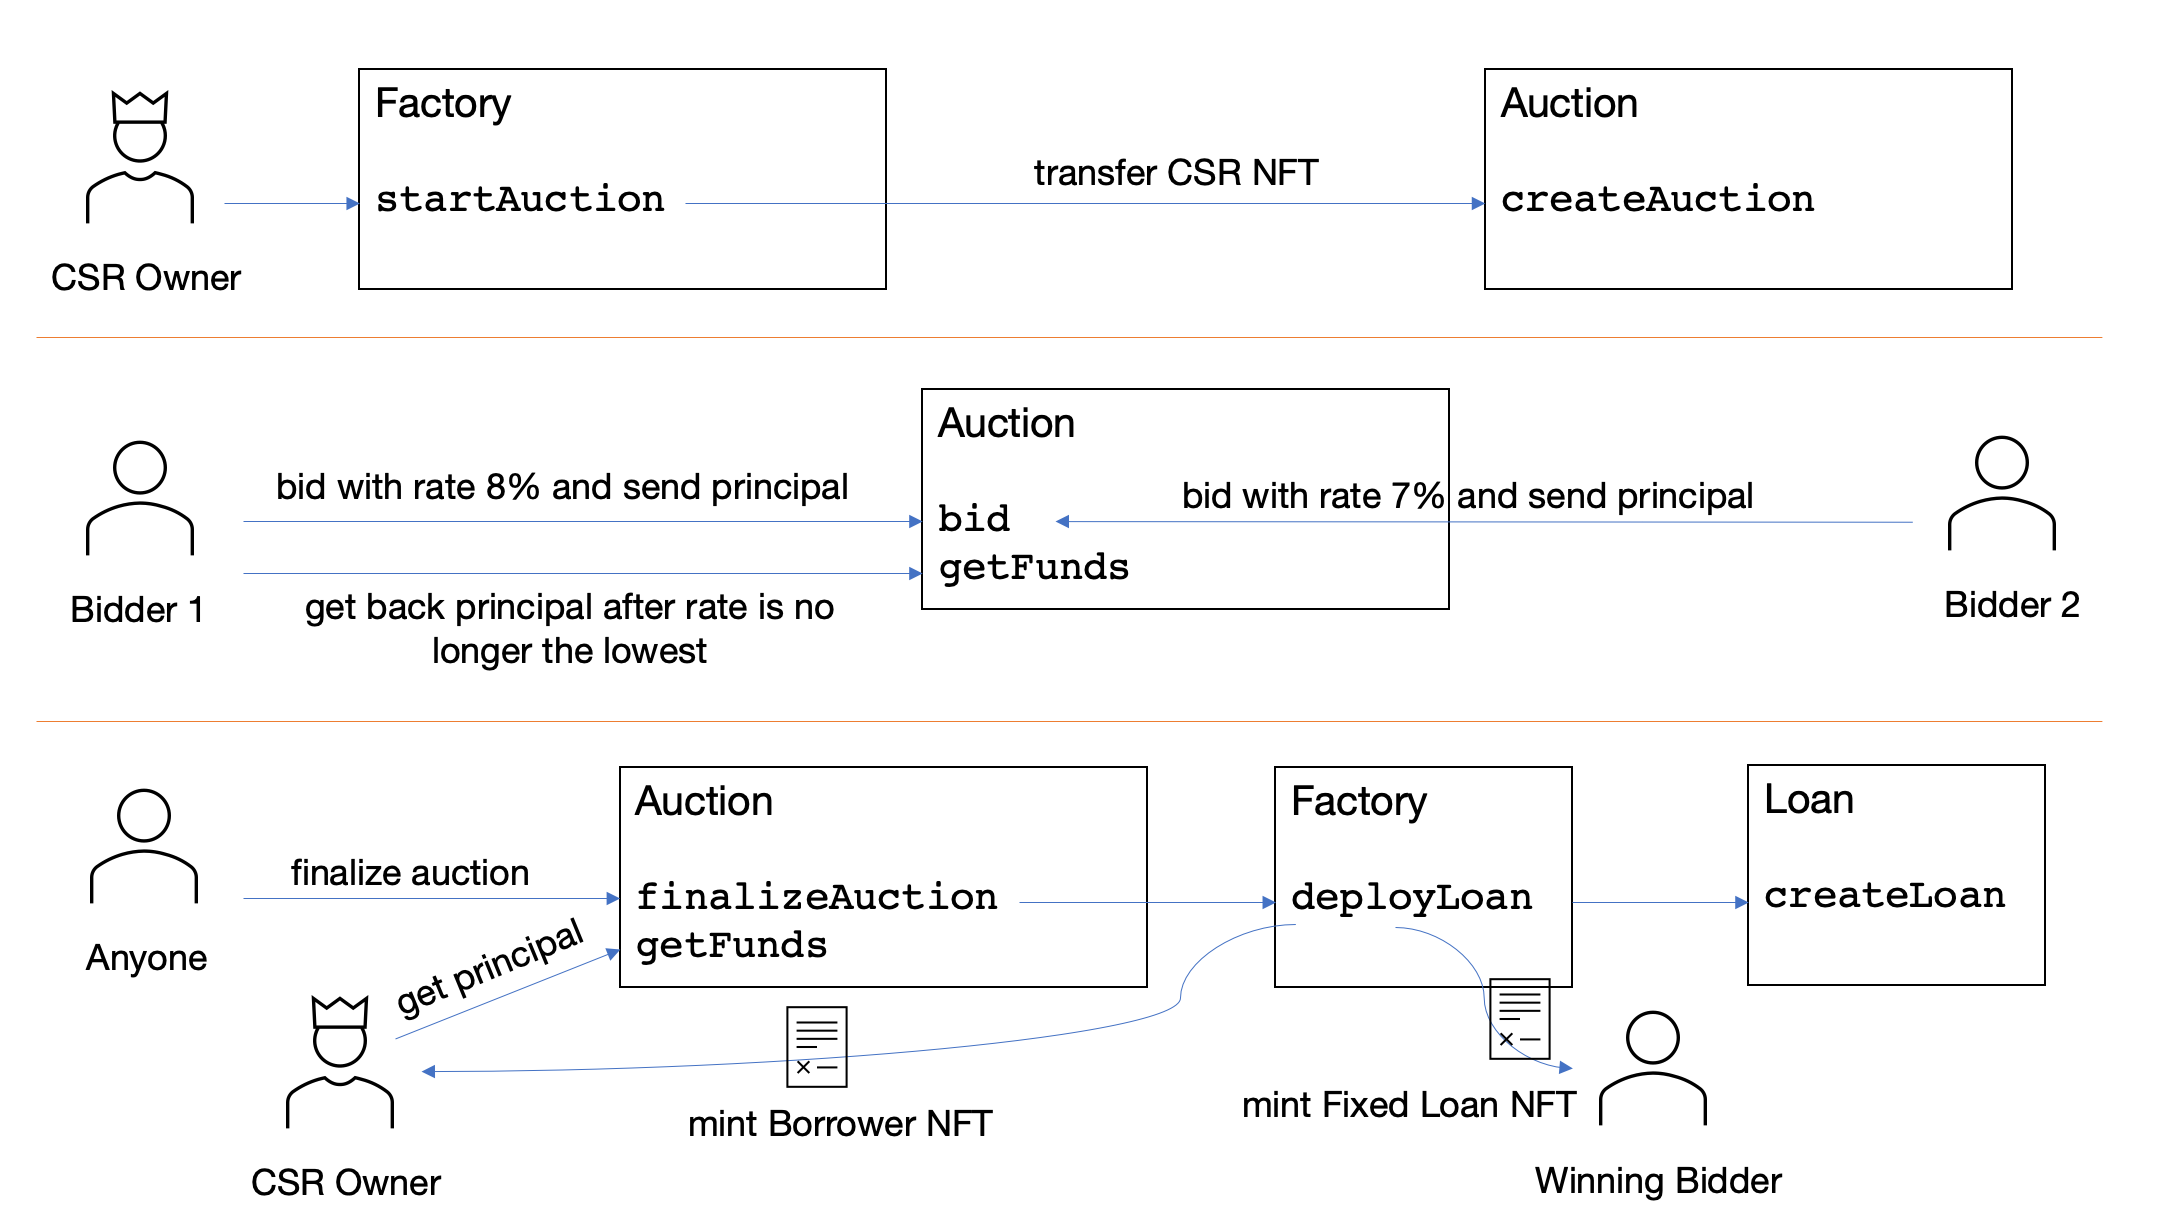 Factory
Auction
transfer CSR NFT
startAuction
createAuction
CSR Owner
Auction
bid with rate 8% and send principal
bid with rate 7% and send principal
bid
getFunds
Bidder 1
get back principal after rate is no
longer the lowest
Bidder 2
Auction
Factory
Loan
finalize auction
finalizeAuction
deployLoan
createLoan
getFunds
Anyone
get principal
mint Borrower NFT
mint Fixed Loan NFT
CSR Owner
Winning Bidder